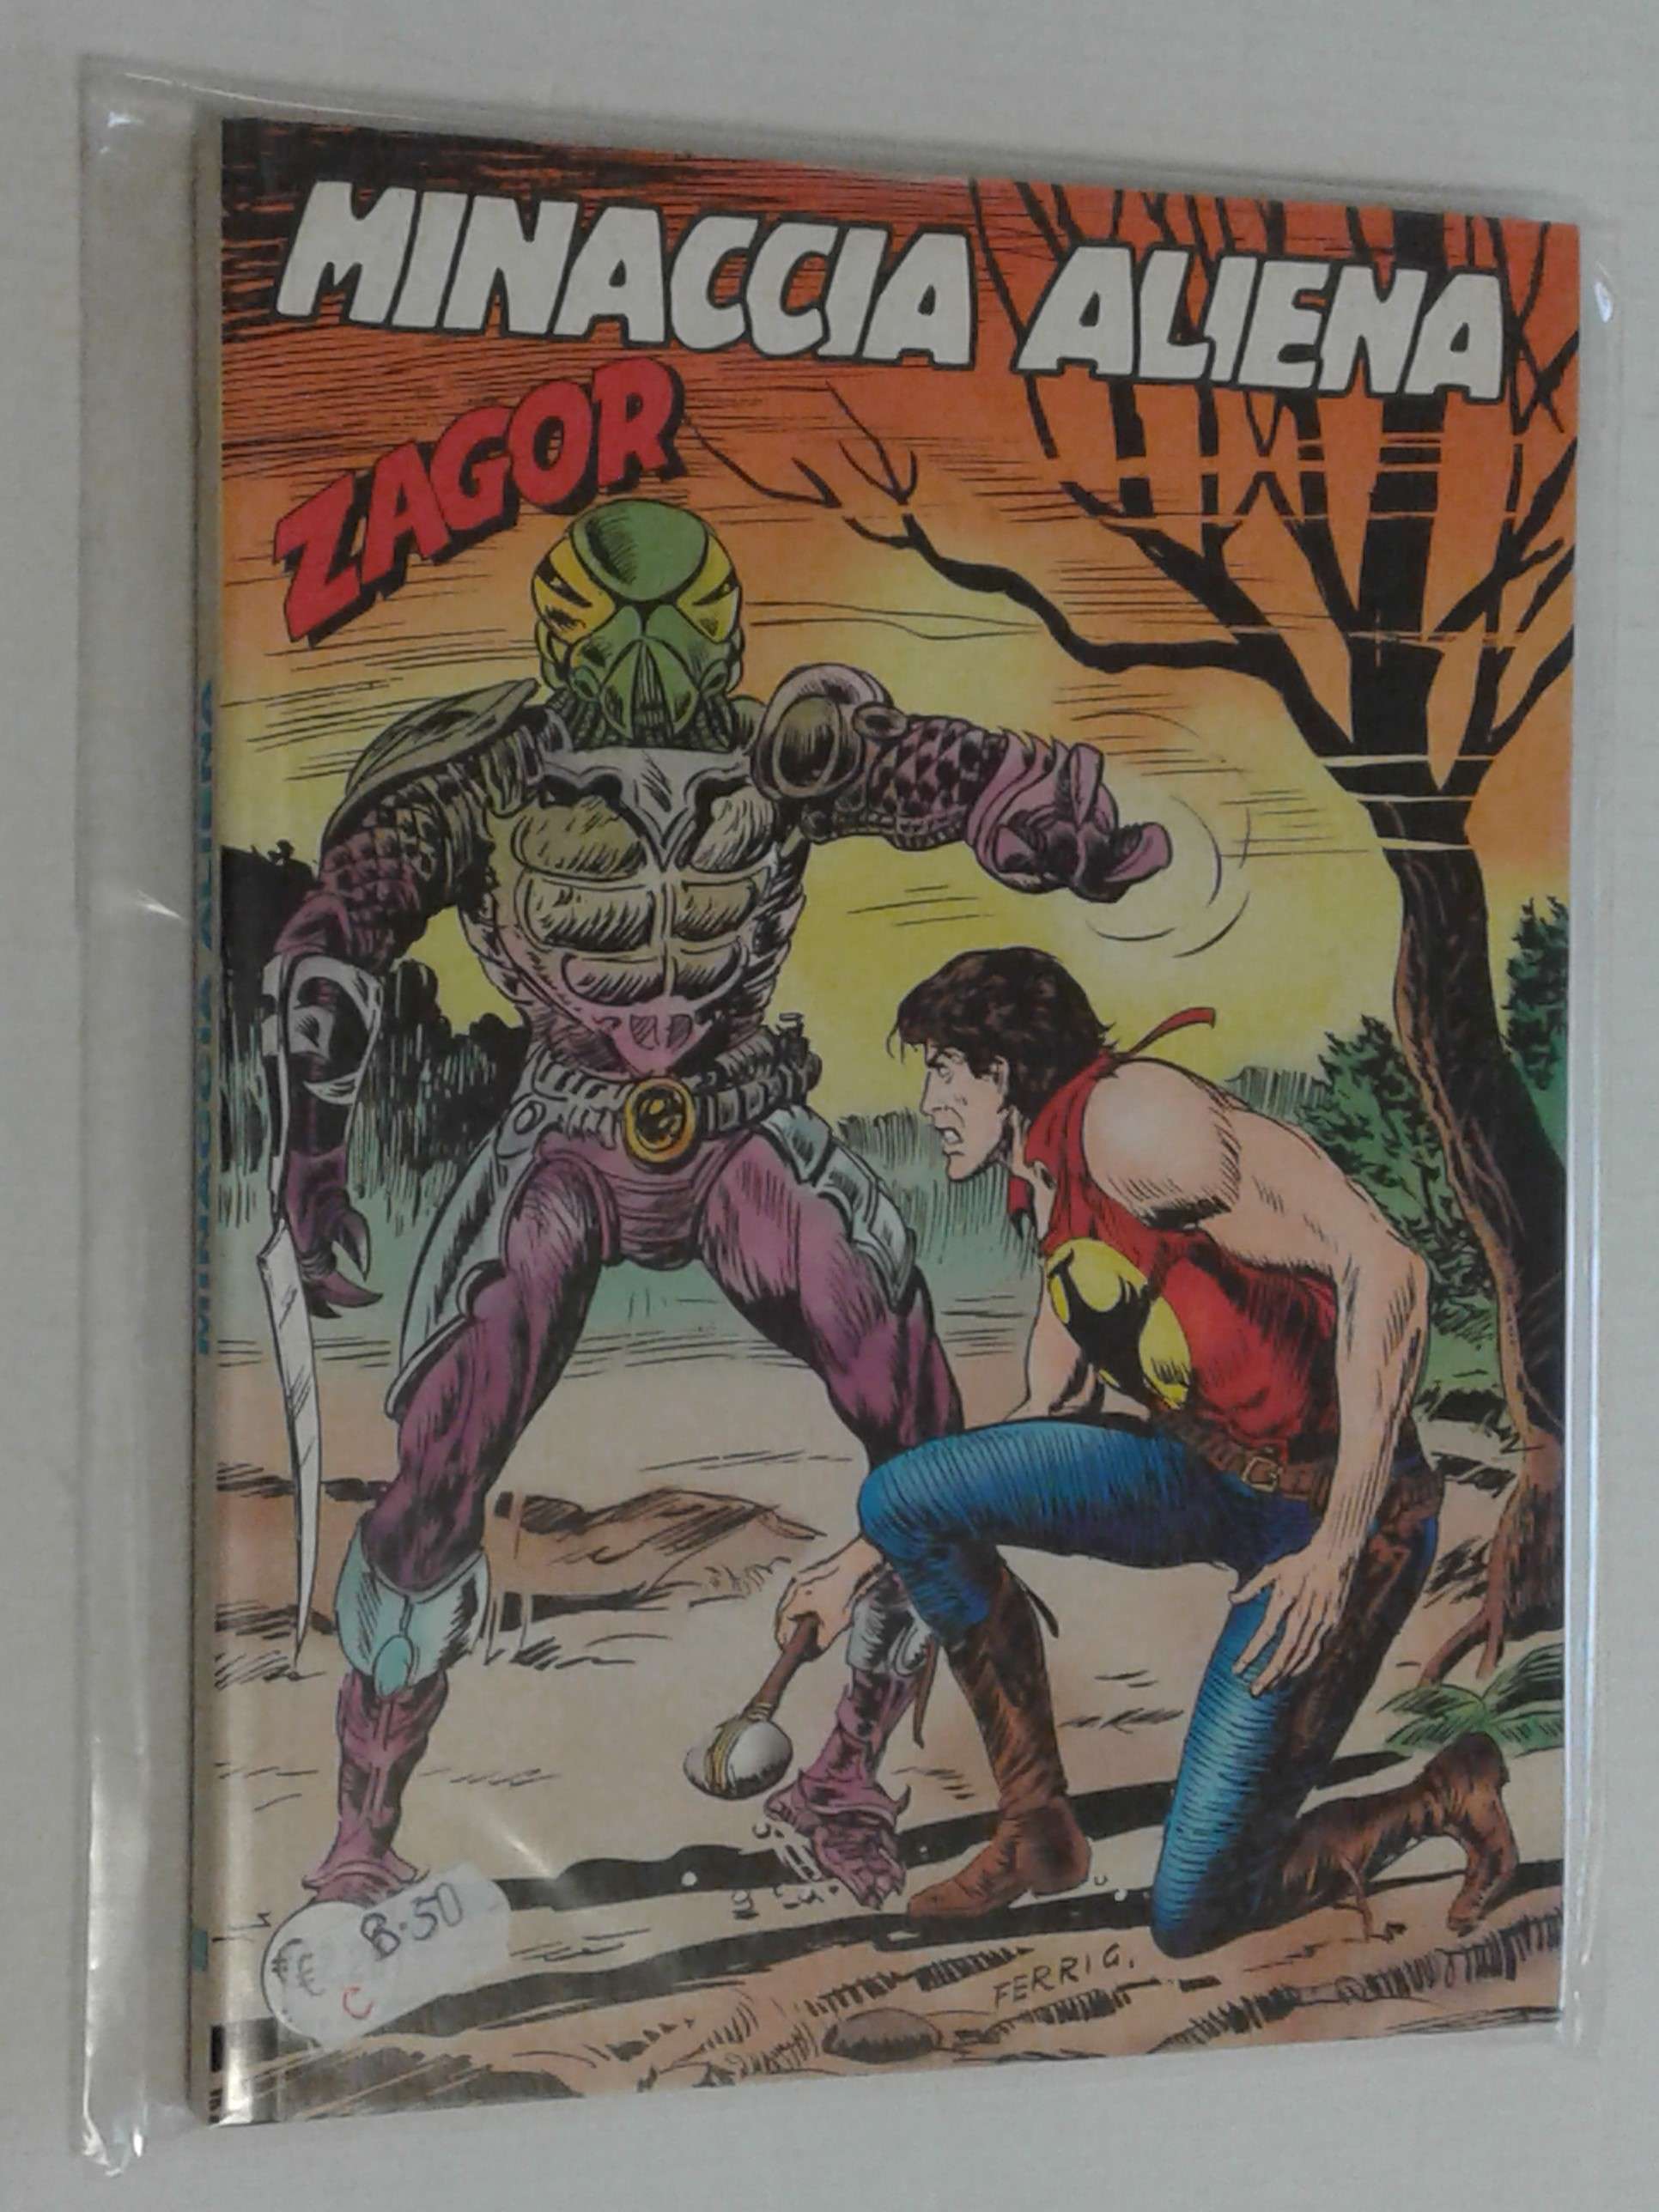 MINACCIA ALIENA
ZAGOR
MINACCIA ALIENA
€
8.50
FERRIG.